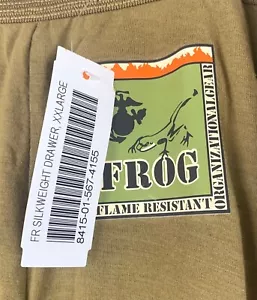 FR SILKWEIGHT DRAWER, XXLARGE
8415-01-567-4155
FROG
FLAME RESISTANT
ORGANIZATIONAL GEAR